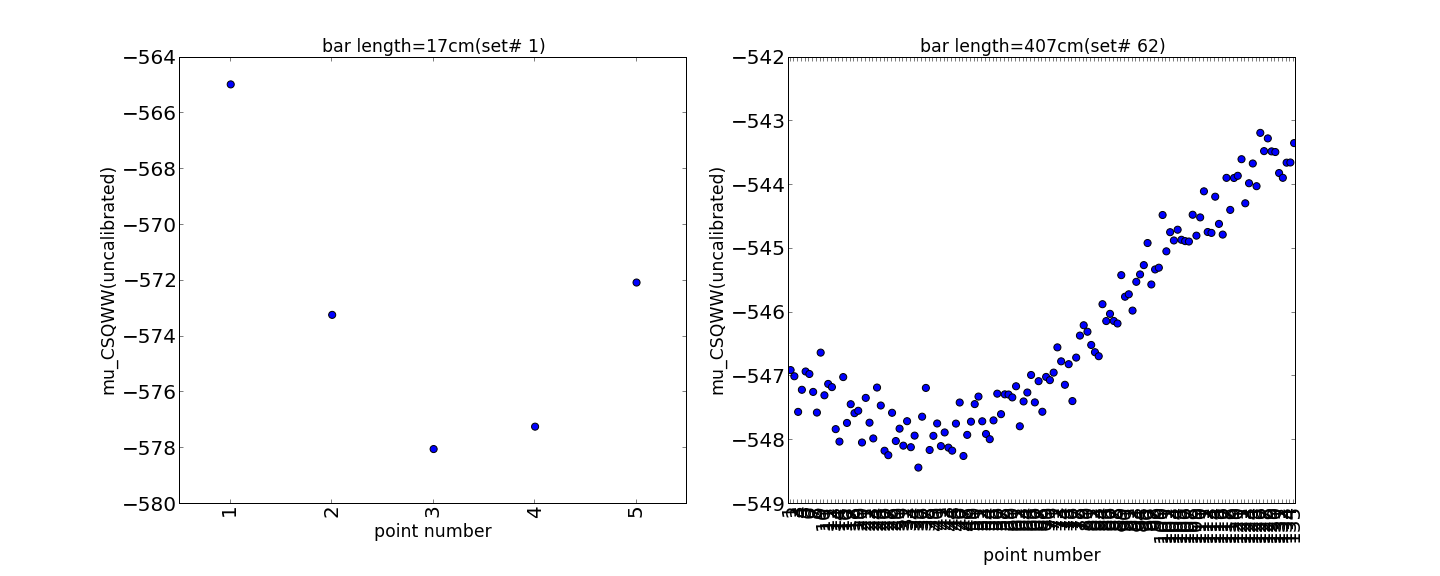 bar length=17cm(set# 1)
−564
−566
−568
−570
−572
−574
−576
−578
−580
mu_CSQWW(uncalibrated)
1 2 3 4 5
point number
bar length=407cm(set# 62)
−542
−543
−544
−545
−546
−547
−548
−549
mu_CSQWW(uncalibrated)
point number